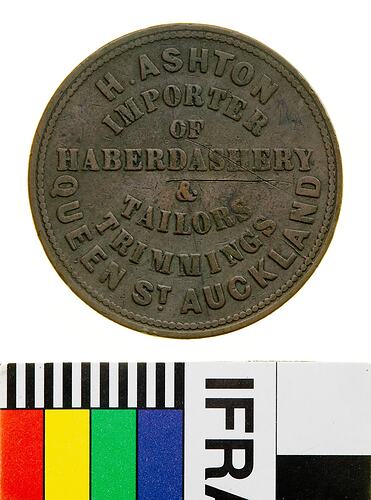 H. ASHTON
IMPORTER
OF
HABERDASHERY
&
TAILORS
TRIMMINGS
QUEEN ST AUCKLAND
IFRA